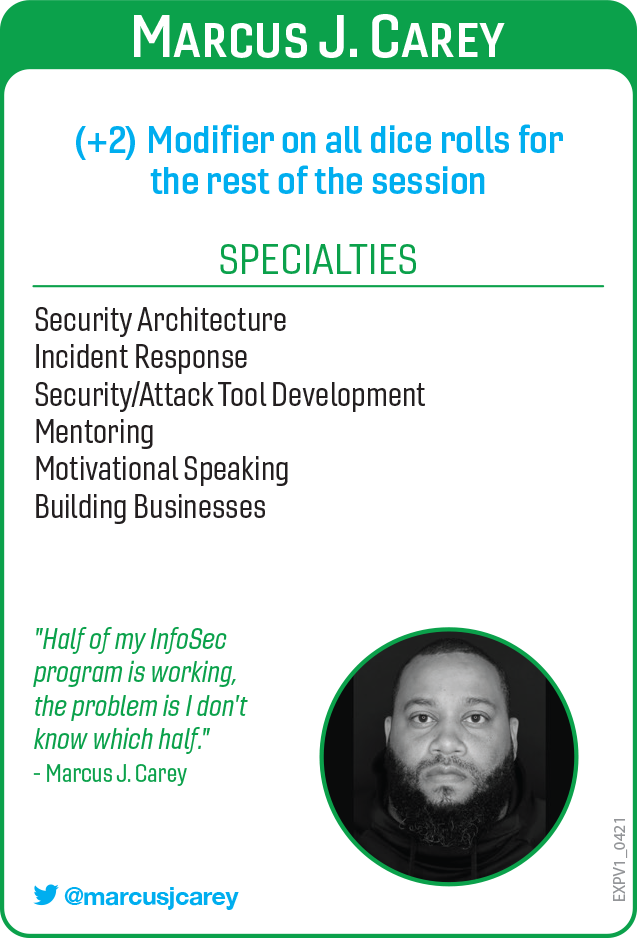 MARCUS J. CAREY
(+2) Modifier on all dice rolls for
the rest of the session
SPECIALTIES
Security Architecture
Incident Response
Security/Attack Tool Development
Mentoring
Motivational Speaking
Building Businesses
"Half of my InfoSec
program is working,
the problem is I don't
know which half."
- Marcus J. Carey
@marcusjcarey
EXPV1_0421